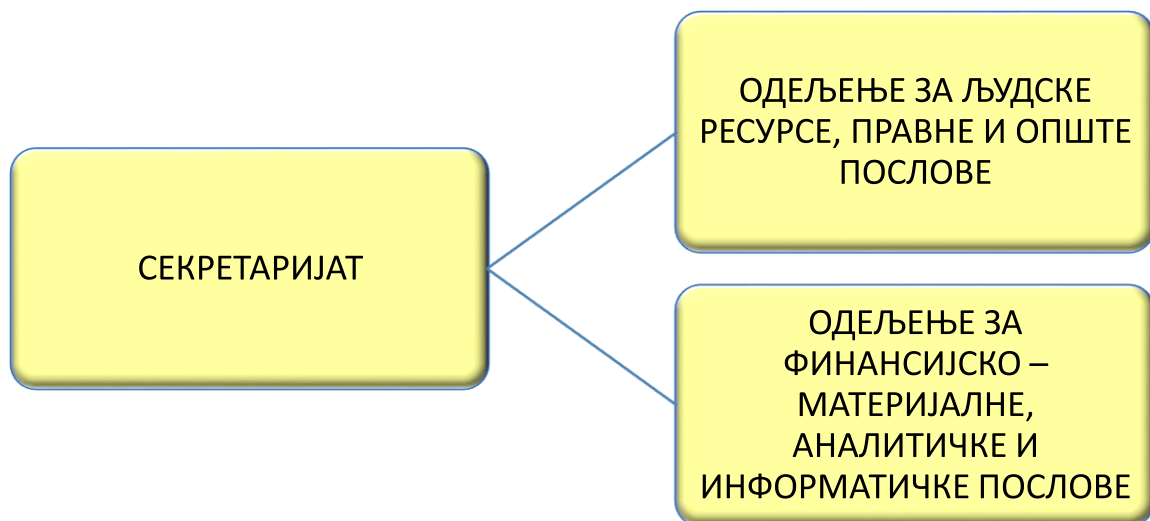 СЕКРЕТАРИЈАТ
ОДЕЉЕЊЕ ЗА ЉУДСКЕ
РЕСУРСЕ, ПРАВНЕ И ОПШТЕ
ПОСЛОВЕ
ОДЕЉЕЊЕ ЗА
ФИНАНСИЈСКО –
МАТЕРИЈАЛНЕ,
АНАЛИТИЧКЕ И
ИНФОРМАТИЧКЕ ПОСЛОВЕ